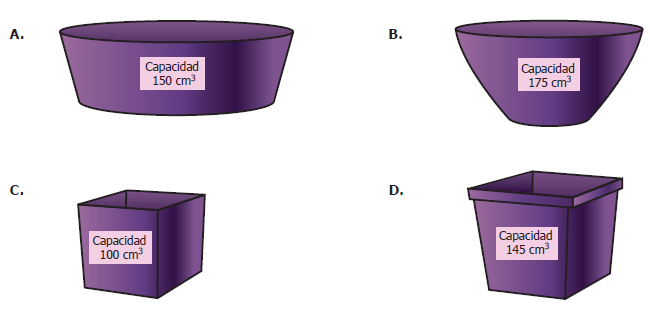 A.
Capacidad
150 cm³
B.
Capacidad
175 cm³
C.
Capacidad
100 cm³
D.
Capacidad
145 cm³